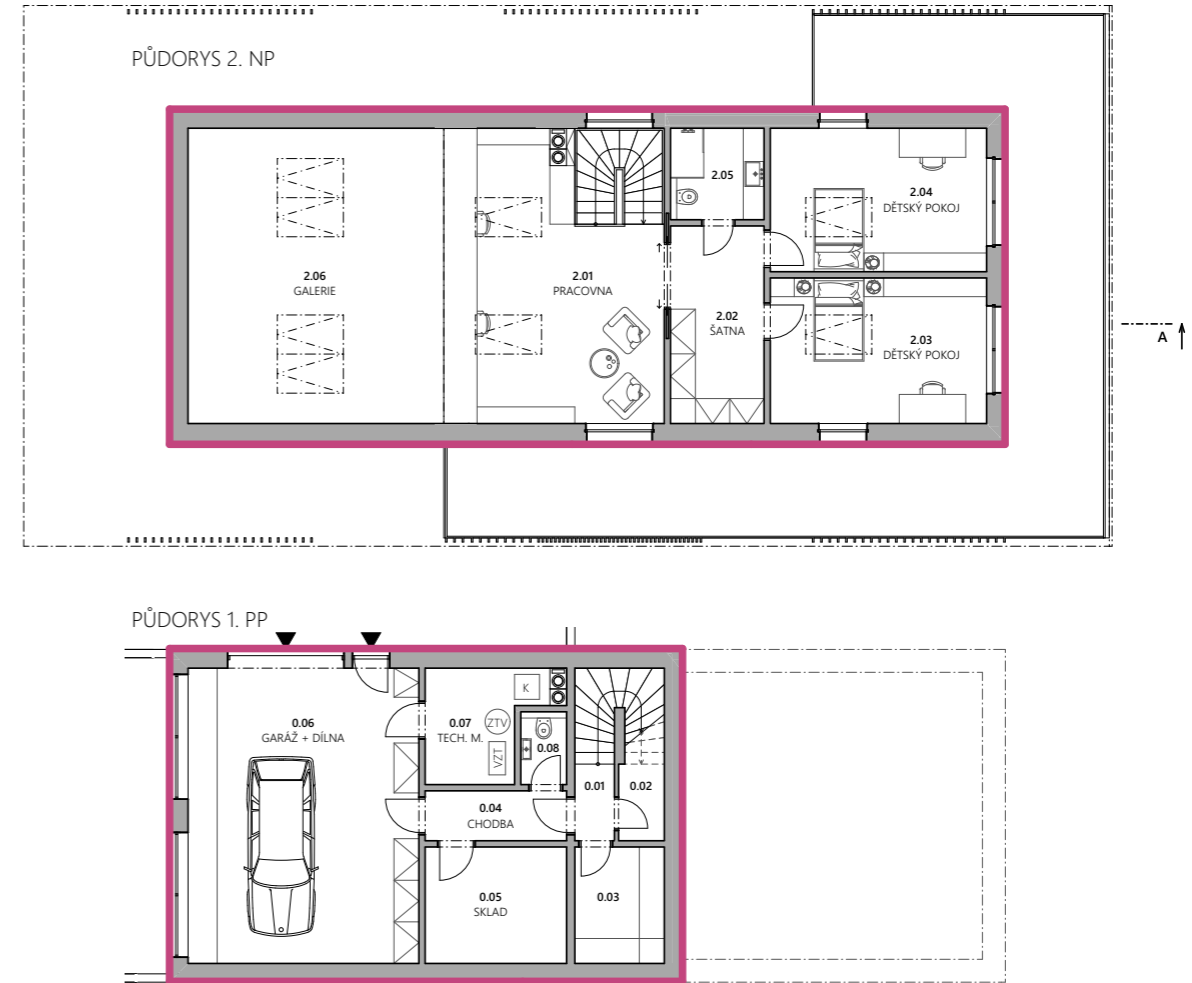 PŮDORYS 2. NP
2.05
2.04
DĚTSKÝ POKOJ
2.06
GALERIE
2.01
PRACOVNA
2.02
ŠATNA
2.03
DĚTSKÝ POKOJ
A
PŮDORYS 1. PP
K
0.06
GARÁŽ + DÍLNA
0.07
TECH. M.
ZTV
VZT
0.08
0.01
0.02
0.04
CHODBA
0.05
SKLAD
0.03